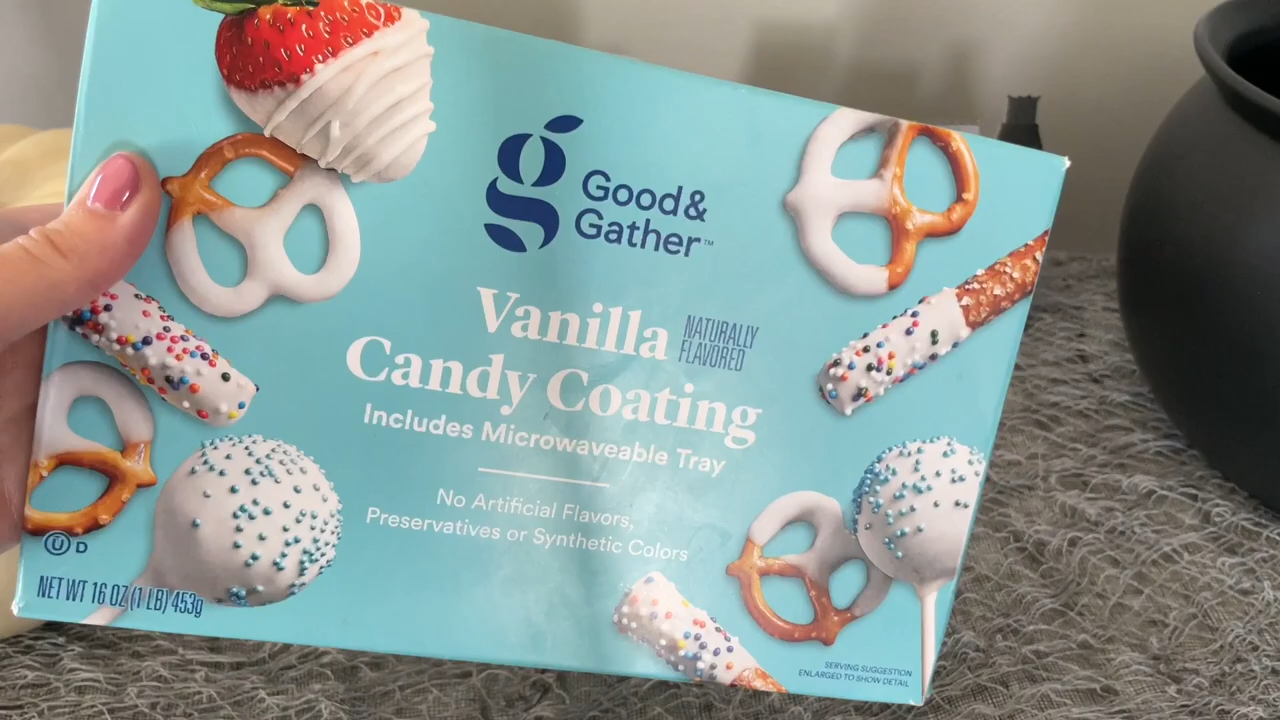 Good &
Gather™
Vanilla
NATURALLY
FLAVORED
Candy Coating
Includes Microwaveable Tray
No Artificial Flavors,
Preservatives or Synthetic Colors
U D
NET WT 16 OZ (1 LB) 453g
SERVING SUGGESTION
ENLARGED TO SHOW DETAIL